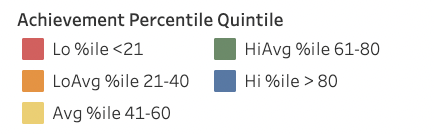 Achievement Percentile Quintile
Lo %ile <21
HiAvg %ile 61-80
LoAvg %ile 21-40
Hi %ile > 80
Avg %ile 41-60